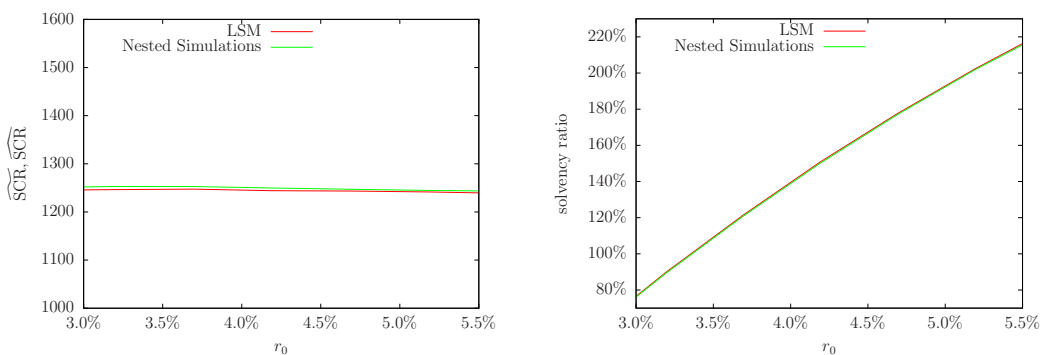 LSM
Nested Simulations
1600
1500
1400
1300
1200
1100
1000
S͠CR, ŜCR
3.0% 3.5% 4.0% 4.5% 5.0% 5.5%
r₀
LSM
Nested Simulations
220%
200%
180%
160%
140%
120%
100%
80%
solvency ratio
3.0% 3.5% 4.0% 4.5% 5.0% 5.5%
r₀